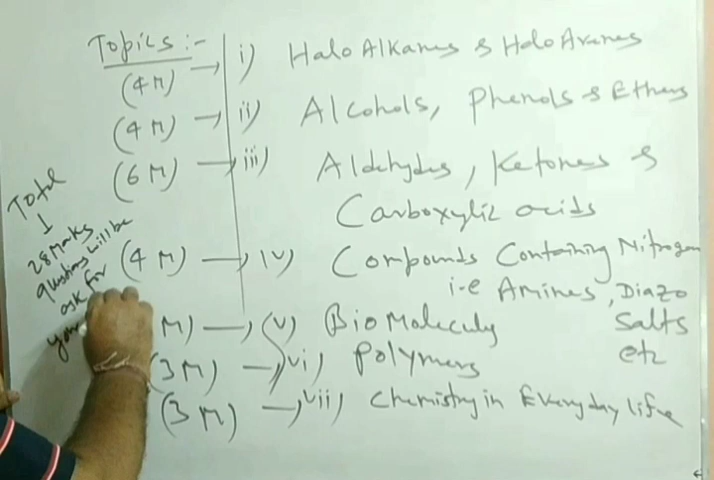 Topics :-
(4 M) → i) Halo Alkanes & Halo Arenes
(4 M) → ii) Alcohols, Phenols & Ethers
(6 M) → iii) Aldehydes, Ketones &
Carboxylic acids
(4 M) → iv) Compounds Containing Nitrogen
i-e Amines, Diazo
Salts
etc
M) → (v) BioMolecules
(3 M) → vi) Polymers
(3 M) → vii) Chemistry in Everyday life
Total
28 Marks
questions will be
ask for